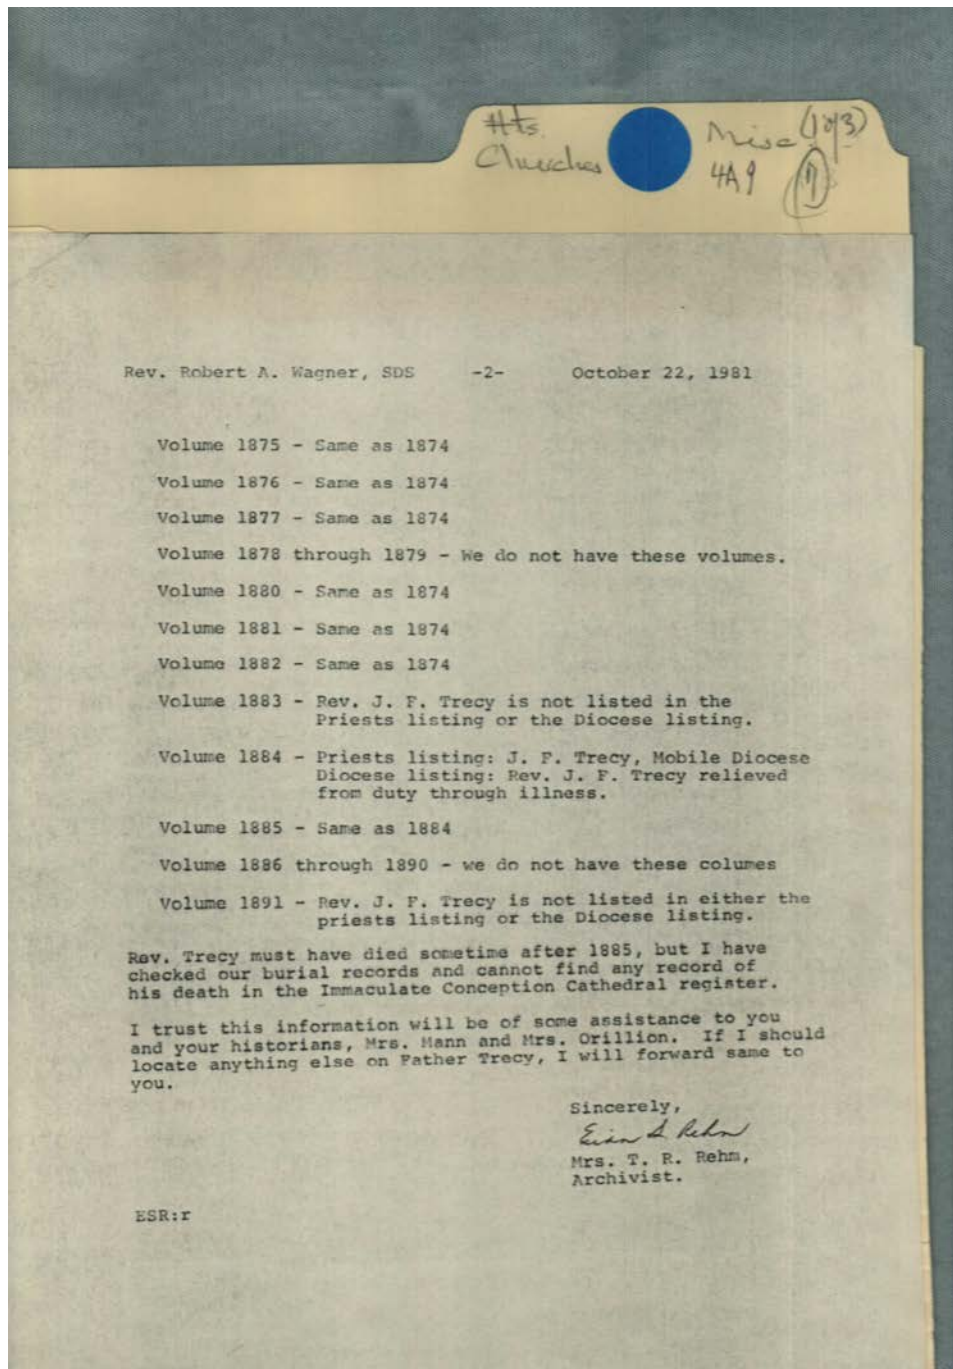 Hts. Misc (1 of 3)
Churches 4A9
Rev. Robert A. Wagner, SDS -2- October 22, 1981
Volume 1875 - Same as 1874
Volume 1876 - Same as 1874
Volume 1877 - Same as 1874
Volume 1878 through 1879 - We do not have these volumes.
Volume 1880 - Same as 1874
Volume 1881 - Same as 1874
Volume 1882 - Same as 1874
Volume 1883 - Rev. J. F. Trecy is not listed in the
Priests listing or the Diocese listing.
Volume 1884 - Priests listing: J. F. Trecy, Mobile Diocese
Diocese listing: Rev. J. F. Trecy relieved
from duty through illness.
Volume 1885 - Same as 1884
Volume 1886 through 1890 - we do not have these columes
Volume 1891 - Rev. J. F. Trecy is not listed in either the
priests listing or the Diocese listing.
Rev. Trecy must have died sometime after 1885, but I have
checked our burial records and cannot find any record of
his death in the Immaculate Conception Cathedral register.
I trust this information will be of some assistance to you
and your historians, Mrs. Mann and Mrs. Orillion. If I should
locate anything else on Father Trecy, I will forward same to
you.
Sincerely,
S. Rehm
Mrs. T. R. Rehm,
Archivist.
ESR:r